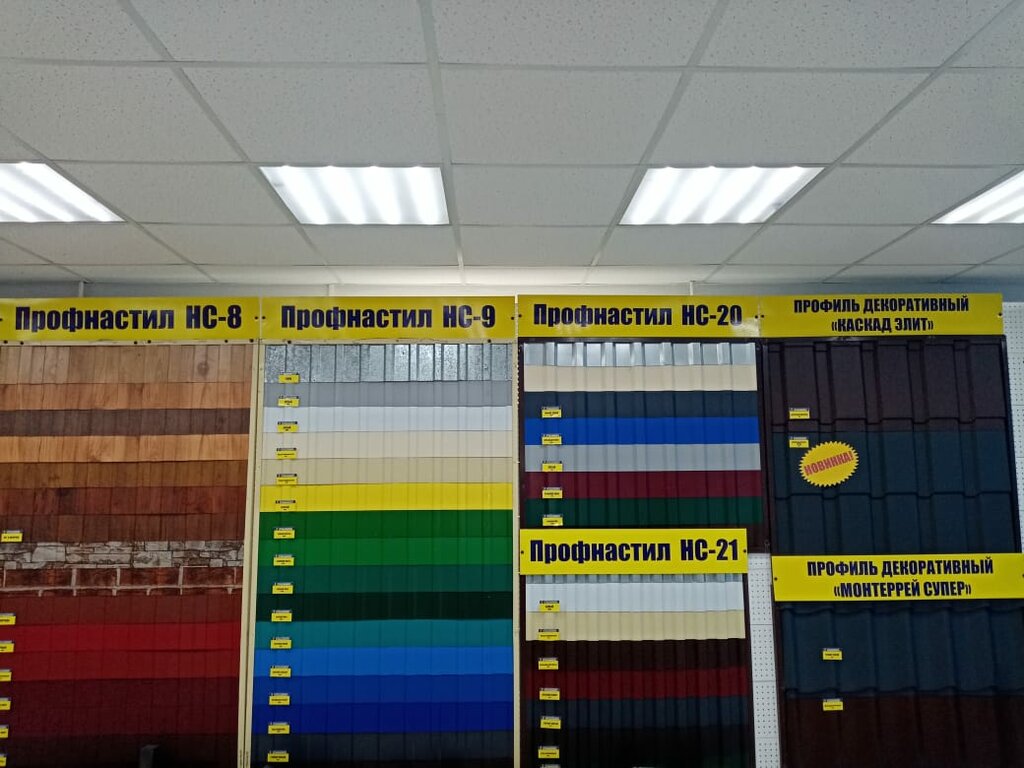 Профнастил НС-8
Профнастил НС-9
Профнастил НС-20
ПРОФИЛЬ ДЕКОРАТИВНЫЙ
«КАСКАД ЭЛИТ»
НОВИНКА!
Профнастил НС-21
ПРОФИЛЬ ДЕКОРАТИВНЫЙ
«МОНТЕРРЕЙ СУПЕР»